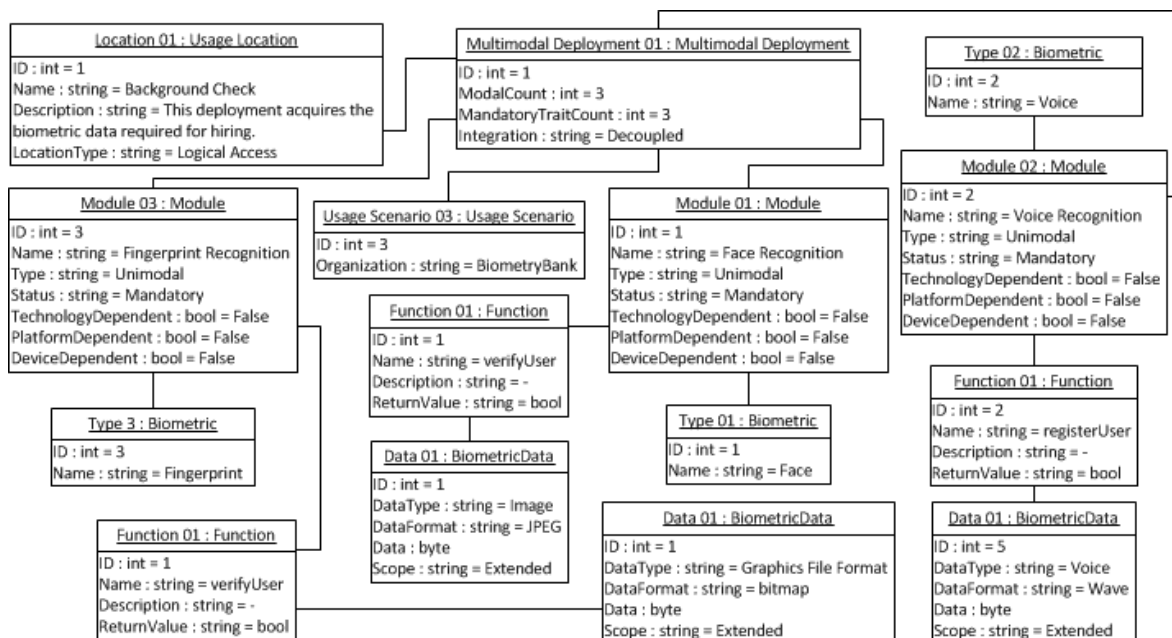 Location 01 : Usage Location
ID : int = 1
Name : string = Background Check
Description : string = This deployment acquires the
biometric data required for hiring.
LocationType : string = Logical Access
Multimodal Deployment 01 : Multimodal Deployment
ID : int = 1
ModalCount : int = 3
MandatoryTraitCount : int = 3
Integration : string = Decoupled
Type 02 : Biometric
ID : int = 2
Name : string = Voice
Module 03 : Module
ID : int = 3
Name : string = Fingerprint Recognition
Type : string = Unimodal
Status : string = Mandatory
TechnologyDependent : bool = False
PlatformDependent : bool = False
DeviceDependent : bool = False
Usage Scenario 03 : Usage Scenario
ID : int = 3
Organization : string = BiometryBank
Module 01 : Module
ID : int = 1
Name : string = Face Recognition
Type : string = Unimodal
Status : string = Mandatory
TechnologyDependent : bool = False
PlatformDependent : bool = False
DeviceDependent : bool = False
Module 02 : Module
ID : int = 2
Name : string = Voice Recognition
Type : string = Unimodal
Status : string = Mandatory
TechnologyDependent : bool = False
PlatformDependent : bool = False
DeviceDependent : bool = False
Function 01 : Function
ID : int = 1
Name : string = verifyUser
Description : string = -
ReturnValue : string = bool
Type 3 : Biometric
ID : int = 3
Name : string = Fingerprint
Type 01 : Biometric
ID : int = 1
Name : string = Face
Function 01 : Function
ID : int = 2
Name : string = registerUser
Description : string = -
ReturnValue : string = bool
Data 01 : BiometricData
ID : int = 1
DataType : string = Image
DataFormat : string = JPEG
Data : byte
Scope : string = Extended
Function 01 : Function
ID : int = 1
Name : string = verifyUser
Description : string = -
ReturnValue : string = bool
Data 01 : BiometricData
ID : int = 1
DataType : string = Graphics File Format
DataFormat : string = bitmap
Data : byte
Scope : string = Extended
Data 01 : BiometricData
ID : int = 5
DataType : string = Voice
DataFormat : string = Wave
Data : byte
Scope : string = Extended